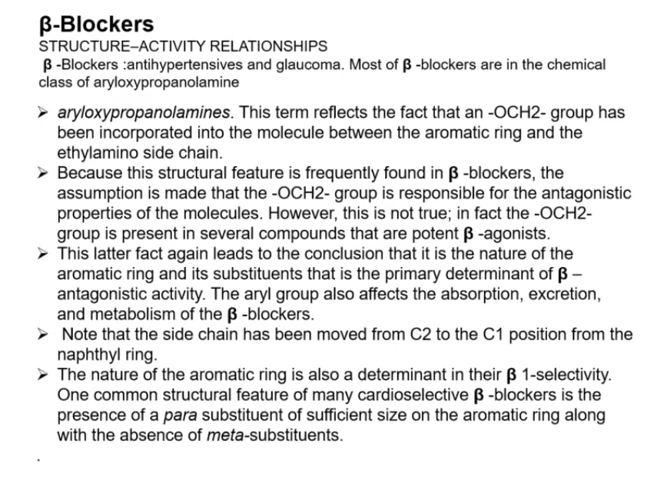 β-Blockers
STRUCTURE–ACTIVITY RELATIONSHIPS
β -Blockers :antihypertensives and glaucoma. Most of β -blockers are in the chemical
class of aryloxypropanolamine
➢ aryloxypropanolamines. This term reflects the fact that an -OCH2- group has
been incorporated into the molecule between the aromatic ring and the
ethylamino side chain.
➢ Because this structural feature is frequently found in β -blockers, the
assumption is made that the -OCH2- group is responsible for the antagonistic
properties of the molecules. However, this is not true; in fact the -OCH2-
group is present in several compounds that are potent β -agonists.
➢ This latter fact again leads to the conclusion that it is the nature of the
aromatic ring and its substituents that is the primary determinant of β –
antagonistic activity. The aryl group also affects the absorption, excretion,
and metabolism of the β -blockers.
➢ Note that the side chain has been moved from C2 to the C1 position from the
naphthyl ring.
➢ The nature of the aromatic ring is also a determinant in their β 1-selectivity.
One common structural feature of many cardioselective β -blockers is the
presence of a para substituent of sufficient size on the aromatic ring along
with the absence of meta-substituents.
.